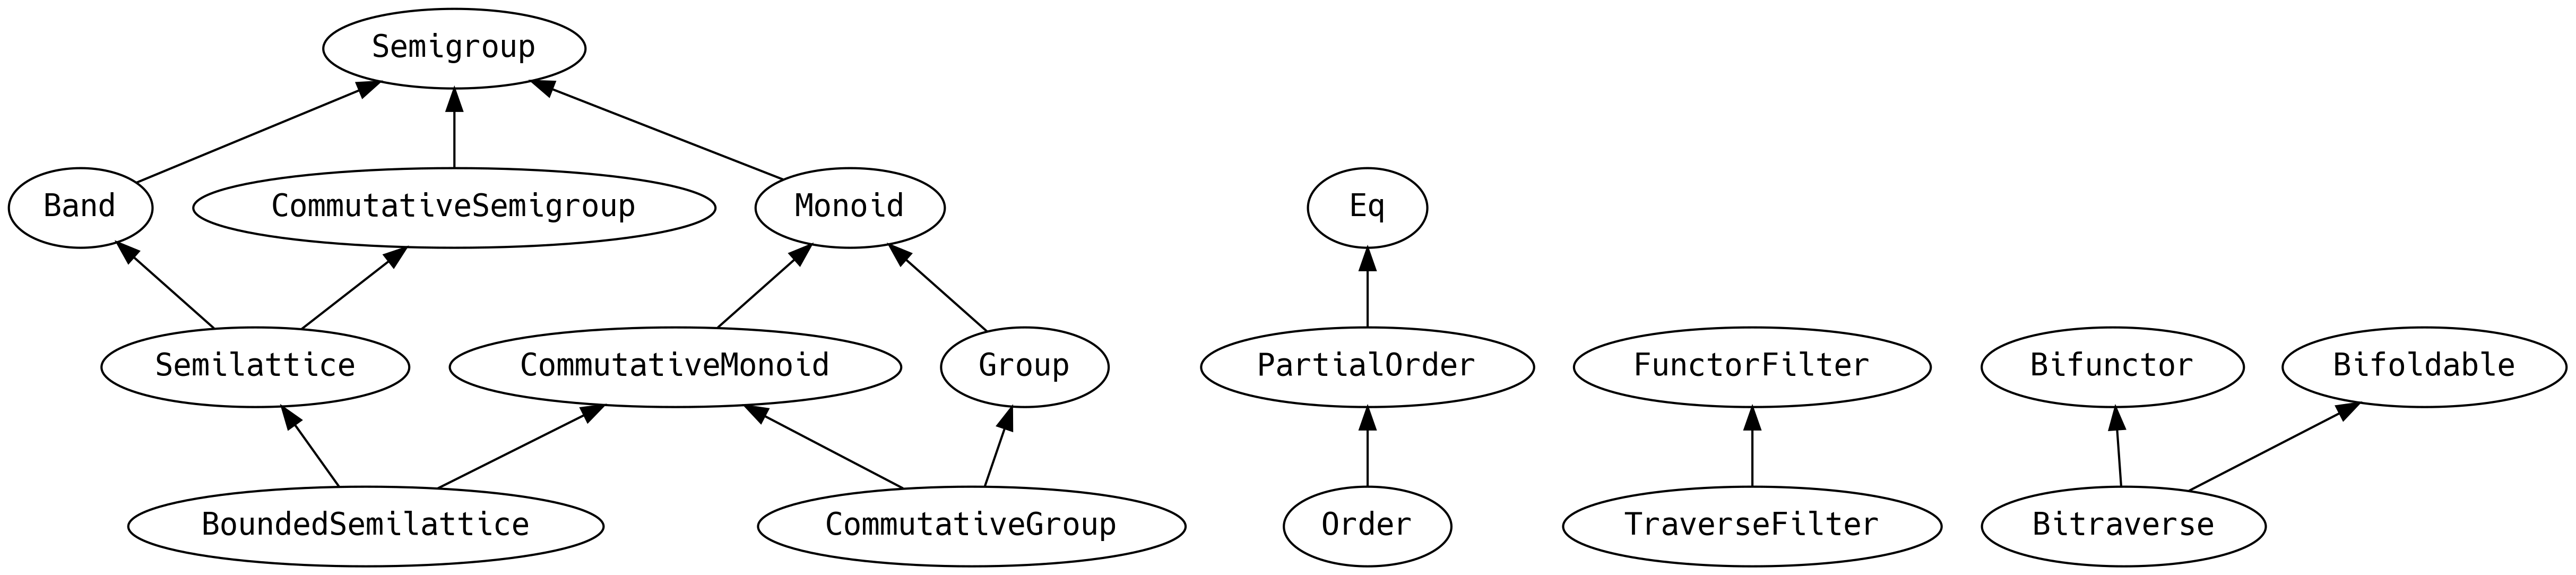 Semigroup
Band
CommutativeSemigroup
Monoid
Eq
Semilattice
CommutativeMonoid
Group
PartialOrder
FunctorFilter
Bifunctor
Bifoldable
BoundedSemilattice
CommutativeGroup
Order
TraverseFilter
Bitraverse